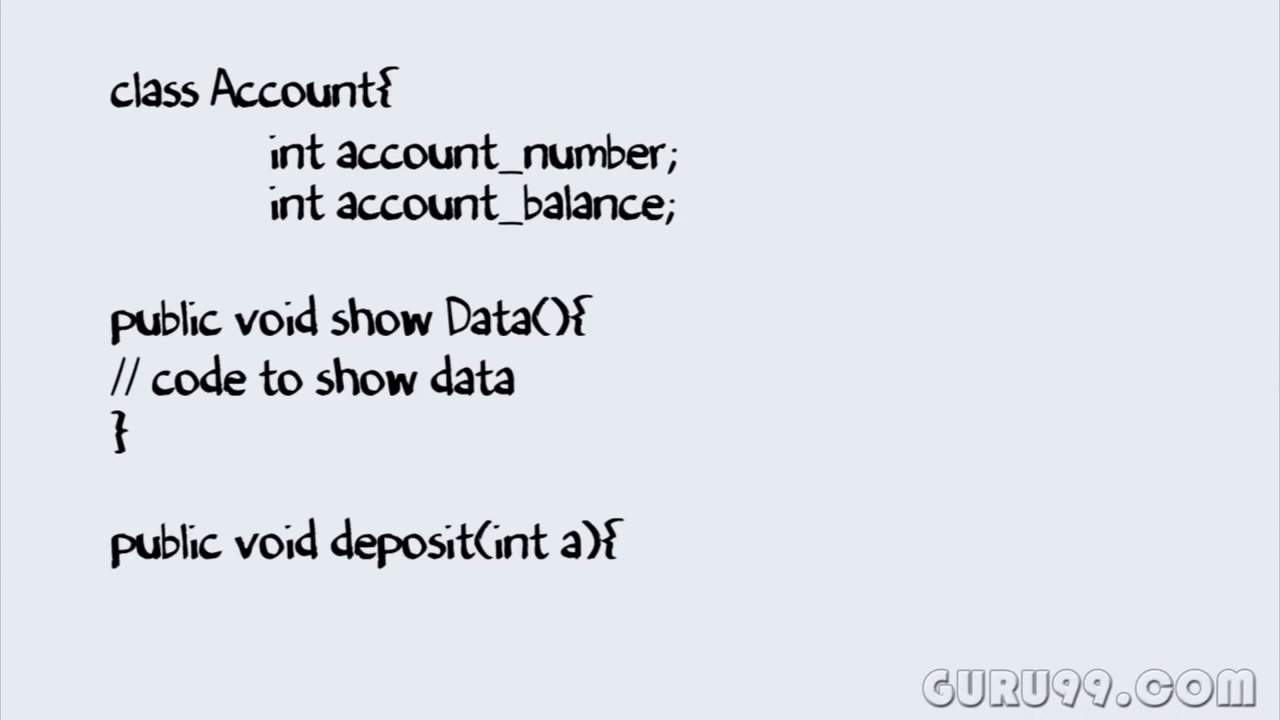 class Account{
int account_number;
int account_balance;
public void show Data(){
// code to show data
}
public void deposit(int a){
GURU99.COM